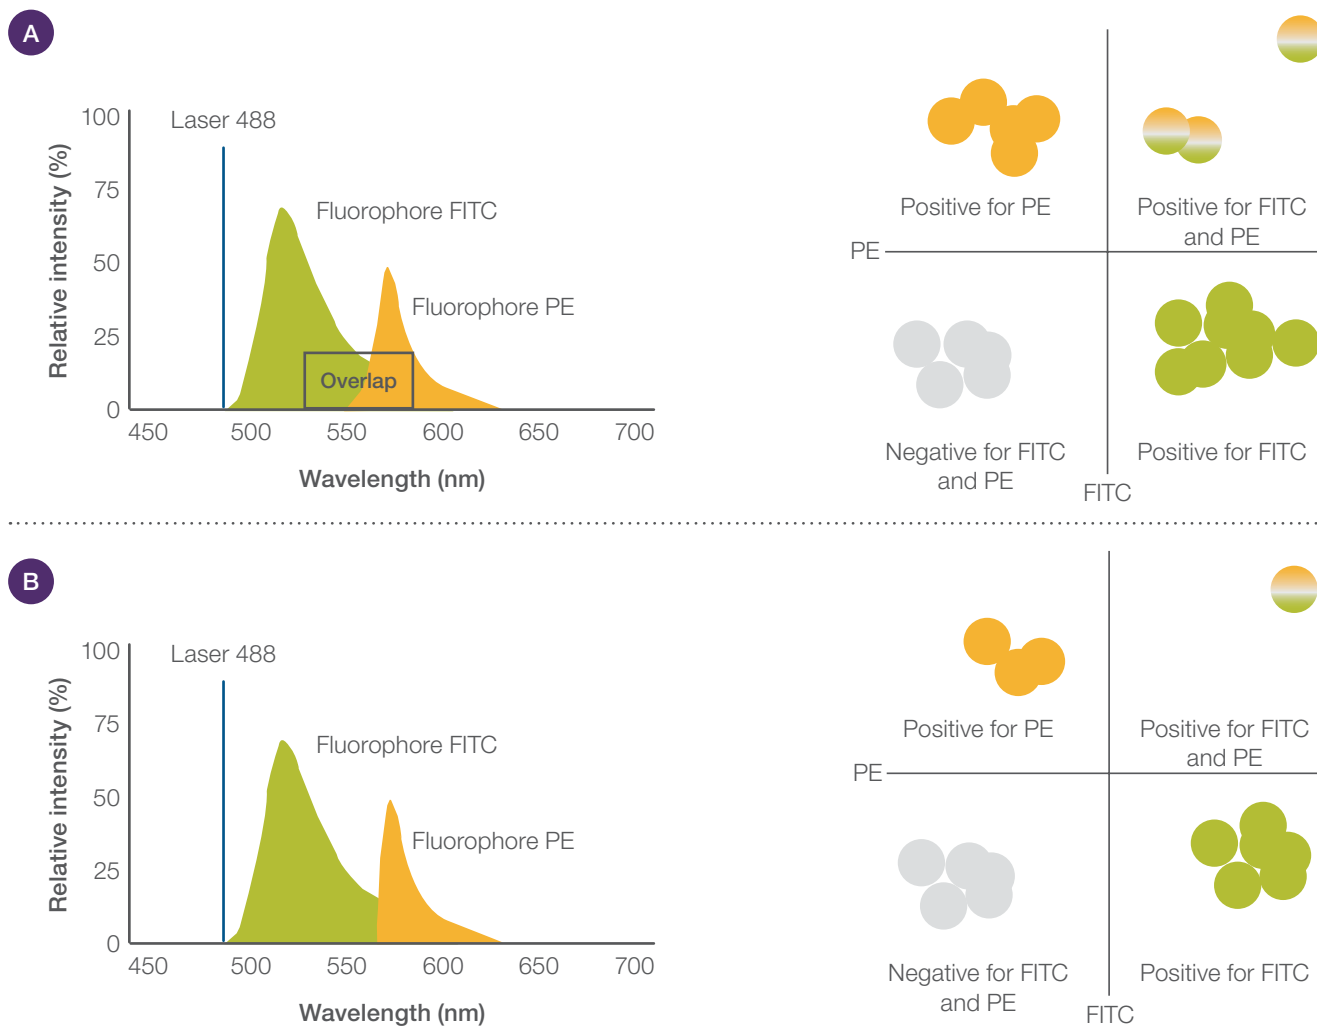 A
100
75
50
25
0
Relative intensity (%)
Laser 488
Fluorophore FITC
Fluorophore PE
Overlap
450 500 550 600 650 700
Wavelength (nm)
Positive for PE
Positive for FITC
and PE
PE
Negative for FITC
and PE
Positive for FITC
FITC
B
100
75
50
25
0
Relative intensity (%)
Laser 488
Fluorophore FITC
Fluorophore PE
450 500 550 600 650 700
Wavelength (nm)
Positive for PE
Positive for FITC
and PE
PE
Negative for FITC
and PE
Positive for FITC
FITC